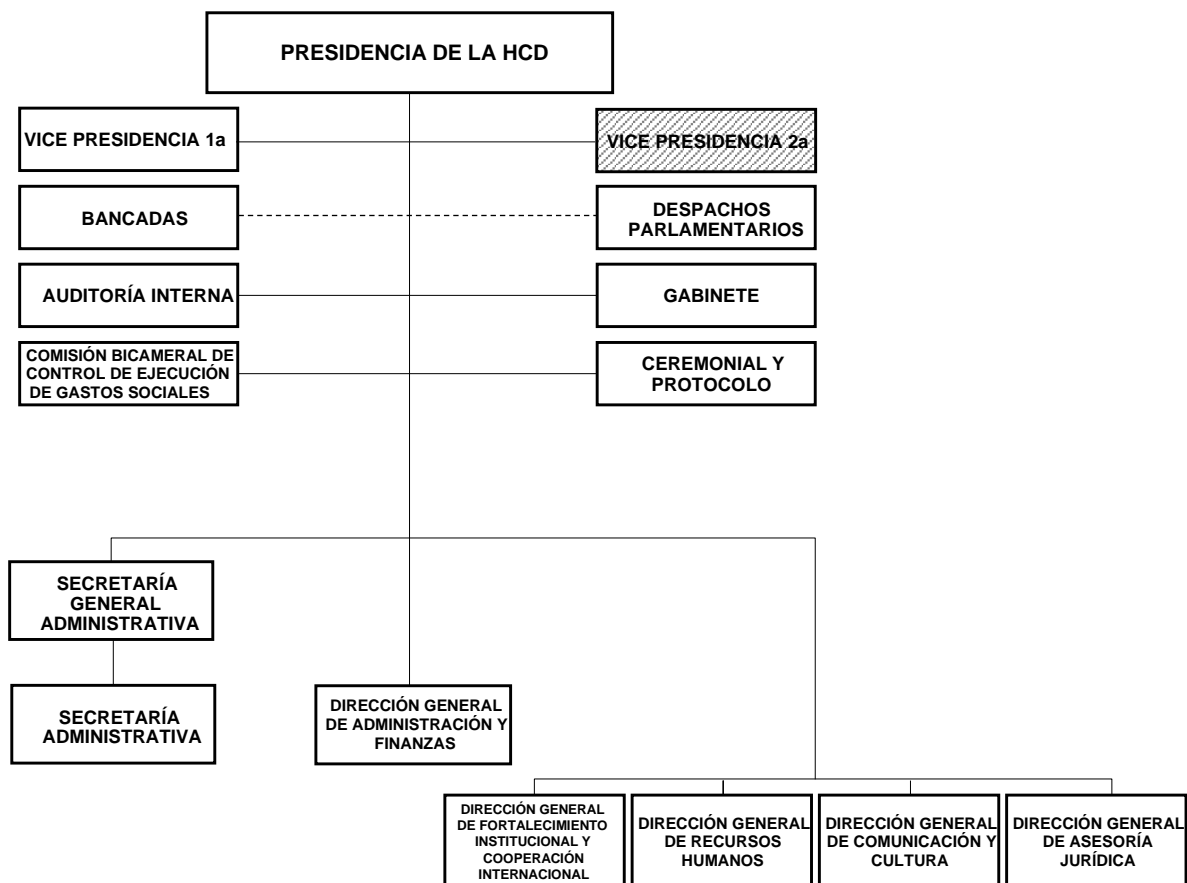 PRESIDENCIA DE LA HCD
VICE PRESIDENCIA 1a
VICE PRESIDENCIA 2a
BANCADAS
DESPACHOS
PARLAMENTARIOS
AUDITORÍA INTERNA
GABINETE
COMISIÓN BICAMERAL DE
CONTROL DE EJECUCIÓN
DE GASTOS SOCIALES
CEREMONIAL Y
PROTOCOLO
SECRETARÍA
GENERAL
ADMINISTRATIVA
SECRETARÍA
ADMINISTRATIVA
DIRECCIÓN GENERAL
DE ADMINISTRACIÓN Y
FINANZAS
DIRECCIÓN GENERAL
DE FORTALECIMIENTO
INSTITUCIONAL Y
COOPERACIÓN
INTERNACIONAL
DIRECCIÓN GENERAL
DE RECURSOS
HUMANOS
DIRECCIÓN GENERAL
DE COMUNICACIÓN Y
CULTURA
DIRECCIÓN GENERAL
DE ASESORÍA
JURÍDICA